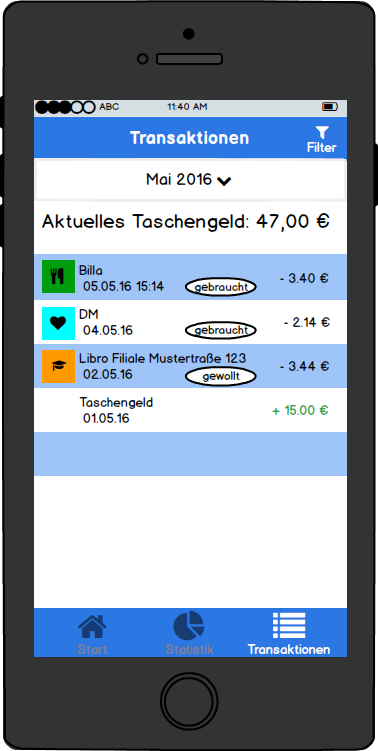 ABC 11:40 AM
Transaktionen
Filter
Mai 2016
Aktuelles Taschengeld: 47,00 €
Billa
05.05.16 15:14 gebraucht - 3.40 €
DM
04.05.16 gebraucht - 2.14 €
Libro Filiale Mustertraße 123
02.05.16 gewollt - 3.44 €
Taschengeld
01.05.16 + 15.00 €
Start Statistik Transaktionen